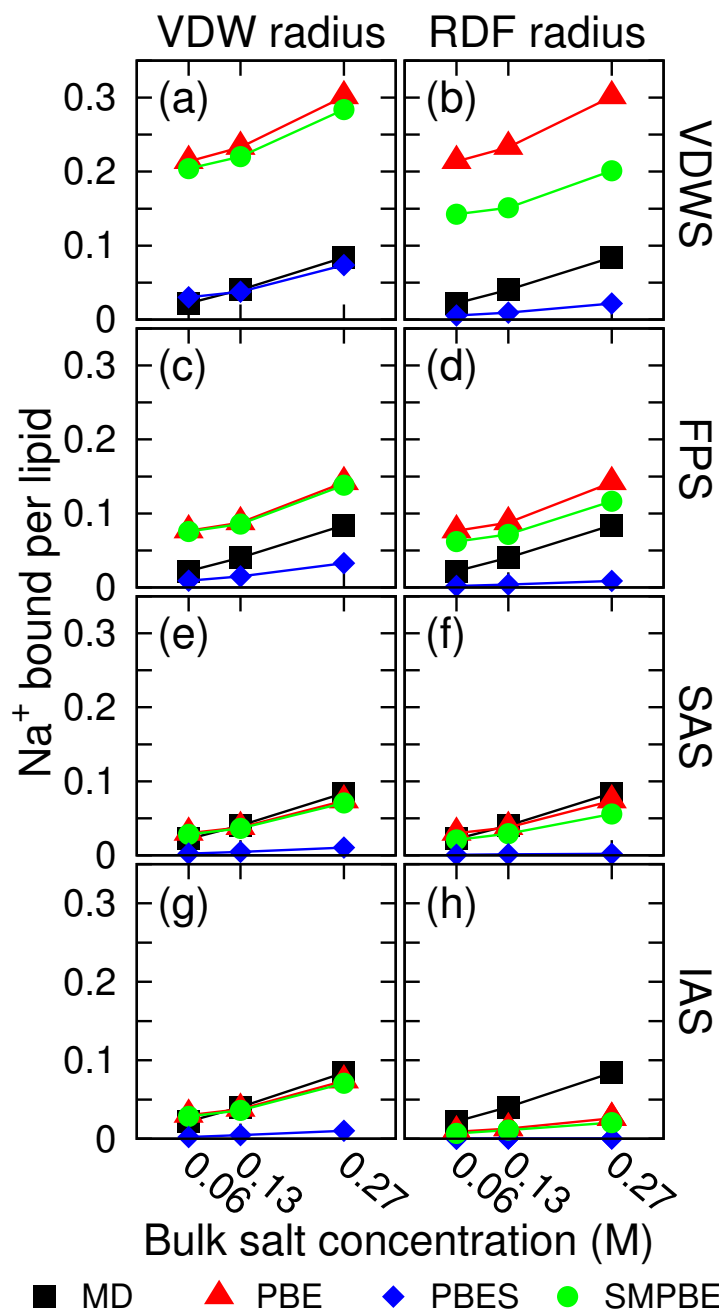 VDW radius RDF radius
(a) (b)
0.3
0.2
0.1
0
VDWS
(c) (d)
0.3
0.2
0.1
0
FPS
(e) (f)
0.3
0.2
0.1
0
SAS
(g) (h)
0.3
0.2
0.1
0
IAS
Na⁺ bound per lipid
0.06 0.13 0.27 0.06 0.13 0.27
Bulk salt concentration (M)
MD PBE PBES SMPBE